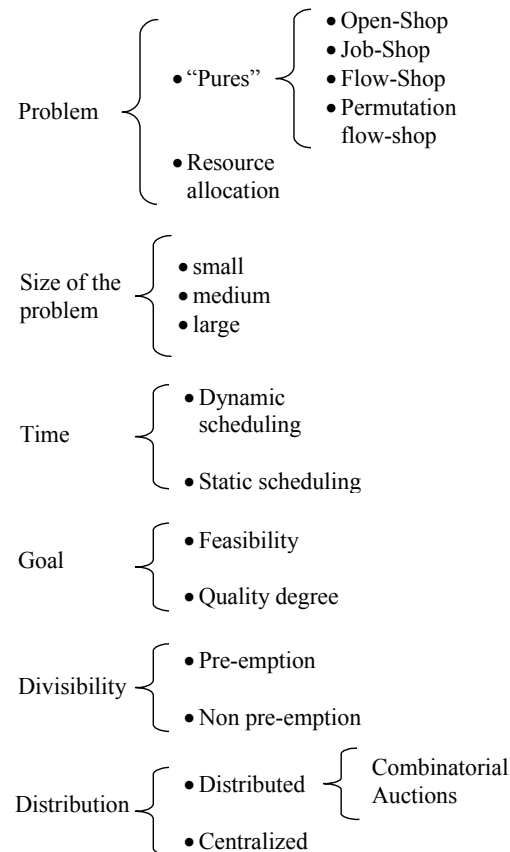 Problem
• “Pures”
• Open-Shop
• Job-Shop
• Flow-Shop
• Permutation
flow-shop
• Resource
allocation
Size of the
problem
• small
• medium
• large
Time
• Dynamic
scheduling
• Static scheduling
Goal
• Feasibility
• Quality degree
Divisibility
• Pre-emption
• Non pre-emption
Distribution
• Distributed
Combinatorial
Auctions
• Centralized